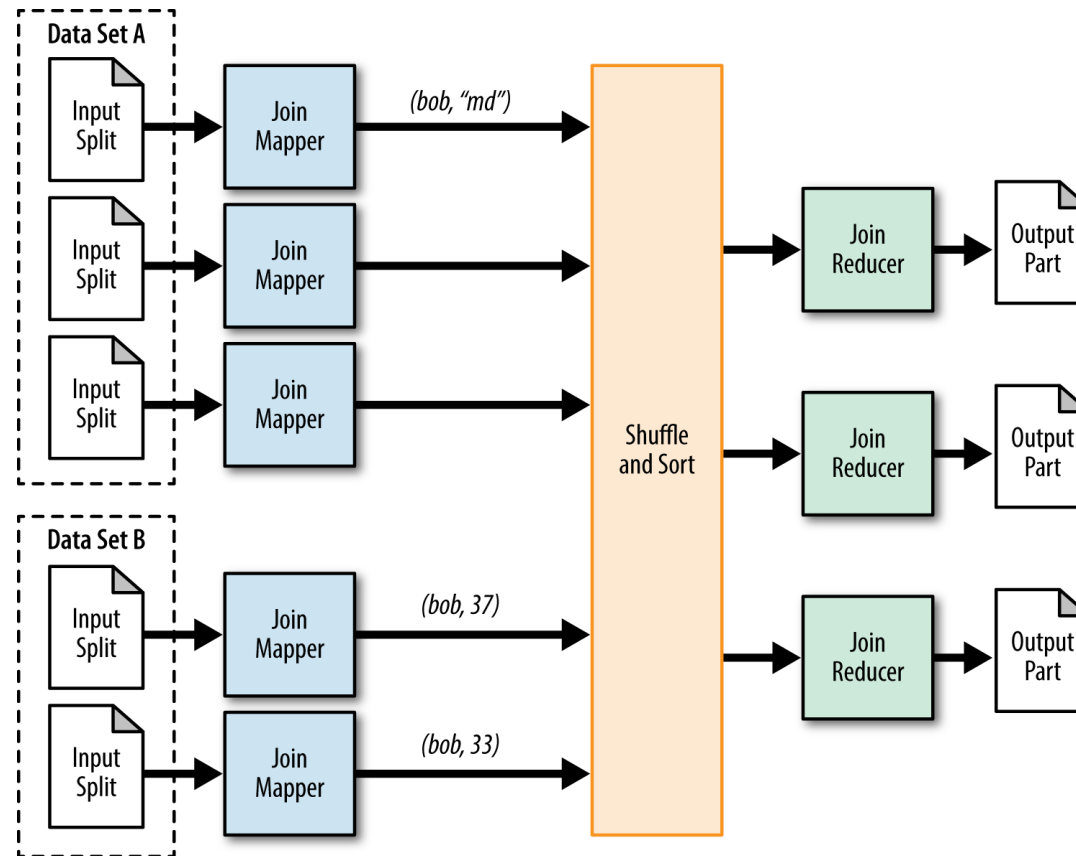 Data Set A
Input
Split
Join
Mapper
(bob, “md”)
Input
Split
Join
Mapper
Input
Split
Join
Mapper
Data Set B
Input
Split
Join
Mapper
(bob, 37)
Input
Split
Join
Mapper
(bob, 33)
Shuffle
and Sort
Join
Reducer
Output
Part
Join
Reducer
Output
Part
Join
Reducer
Output
Part